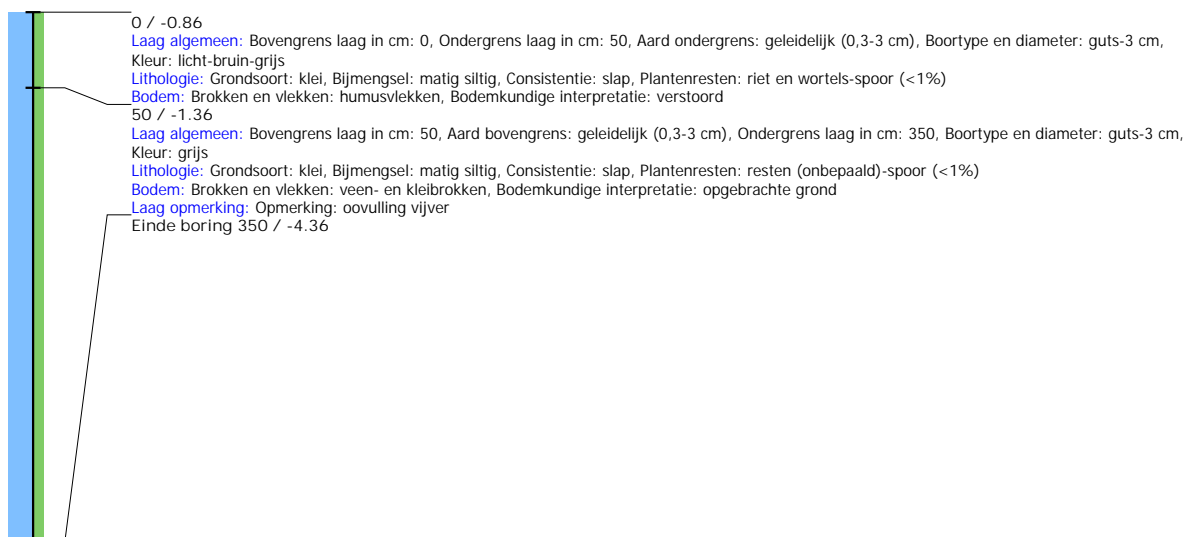 0 / -0.86
Laag algemeen: Bovengrens laag in cm: 0, Ondergrens laag in cm: 50, Aard ondergrens: geleidelijk (0,3-3 cm), Boortype en diameter: guts-3 cm,
Kleur: licht-bruin-grijs
Lithologie: Grondsoort: klei, Bijmengsel: matig siltig, Consistentie: slap, Plantenresten: riet en wortels-spoor (<1%)
Bodem: Brokken en vlekken: humusvlekken, Bodemkundige interpretatie: verstoord
50 / -1.36
Laag algemeen: Bovengrens laag in cm: 50, Aard bovengrens: geleidelijk (0,3-3 cm), Ondergrens laag in cm: 350, Boortype en diameter: guts-3 cm,
Kleur: grijs
Lithologie: Grondsoort: klei, Bijmengsel: matig siltig, Consistentie: slap, Plantenresten: resten (onbepaald)-spoor (<1%)
Bodem: Brokken en vlekken: veen- en kleibrokken, Bodemkundige interpretatie: opgebrachte grond
Laag opmerking: Opmerking: oovulling vijver
Einde boring 350 / -4.36